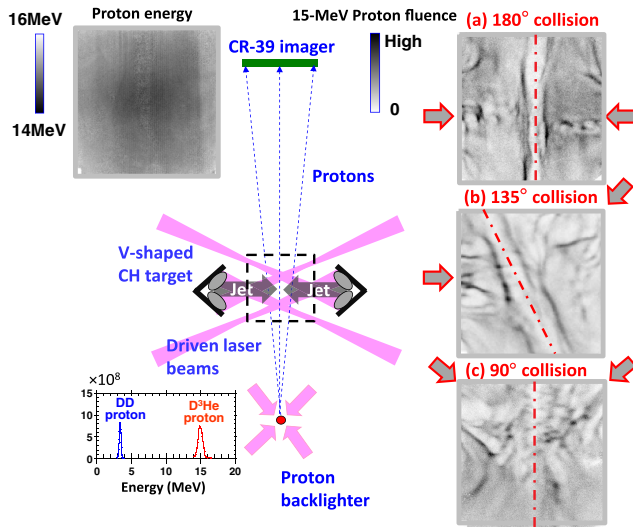 Proton energy
16MeV
14MeV
15-MeV Proton fluence
High
0
CR-39 imager
Protons
V-shaped
CH target
Jet
Jet
Driven laser
beams
×10⁸
15
10
5
0
0
5
10
15
20
DD
proton
D³He
proton
Energy (MeV)
Proton
backlighter
(a) 180° collision
(b) 135° collision
(c) 90° collision